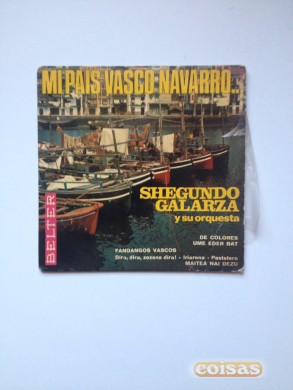 MI PAIS VASCO NAVARRO...
SHEGUNDO
GALARZA
y su orquesta
DE COLORES
UME EDER BAT
FANDANGOS VASCOS
Dira, dira, zozena dira! - Iriarena - Pastelero
MAITEA NAI DEZU
BELTER
coisas